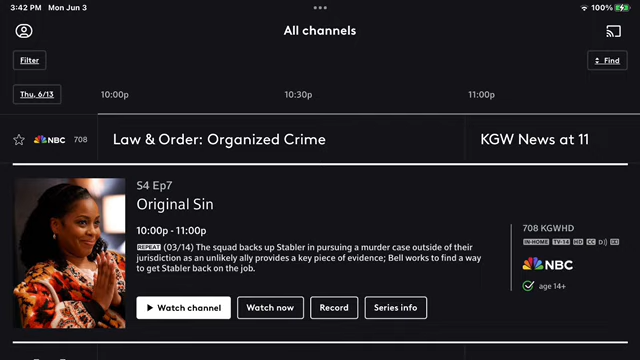 3:42 PM Mon Jun 3
100%
All channels
Filter
Find
Thu, 6/13
10:00p
10:30p
11:00p
NBC 708
Law & Order: Organized Crime
KGW News at 11
S4 Ep7
Original Sin
10:00p - 11:00p
REPEAT (03/14) The squad backs up Stabler in pursuing a murder case outside of their
jurisdiction as an unlikely ally provides a key piece of evidence; Bell works to find a way
to get Stabler back on the job.
708 KGWHD
IN-HOME TV-14 HD CC D
NBC
age 14+
Watch channel
Watch now
Record
Series info